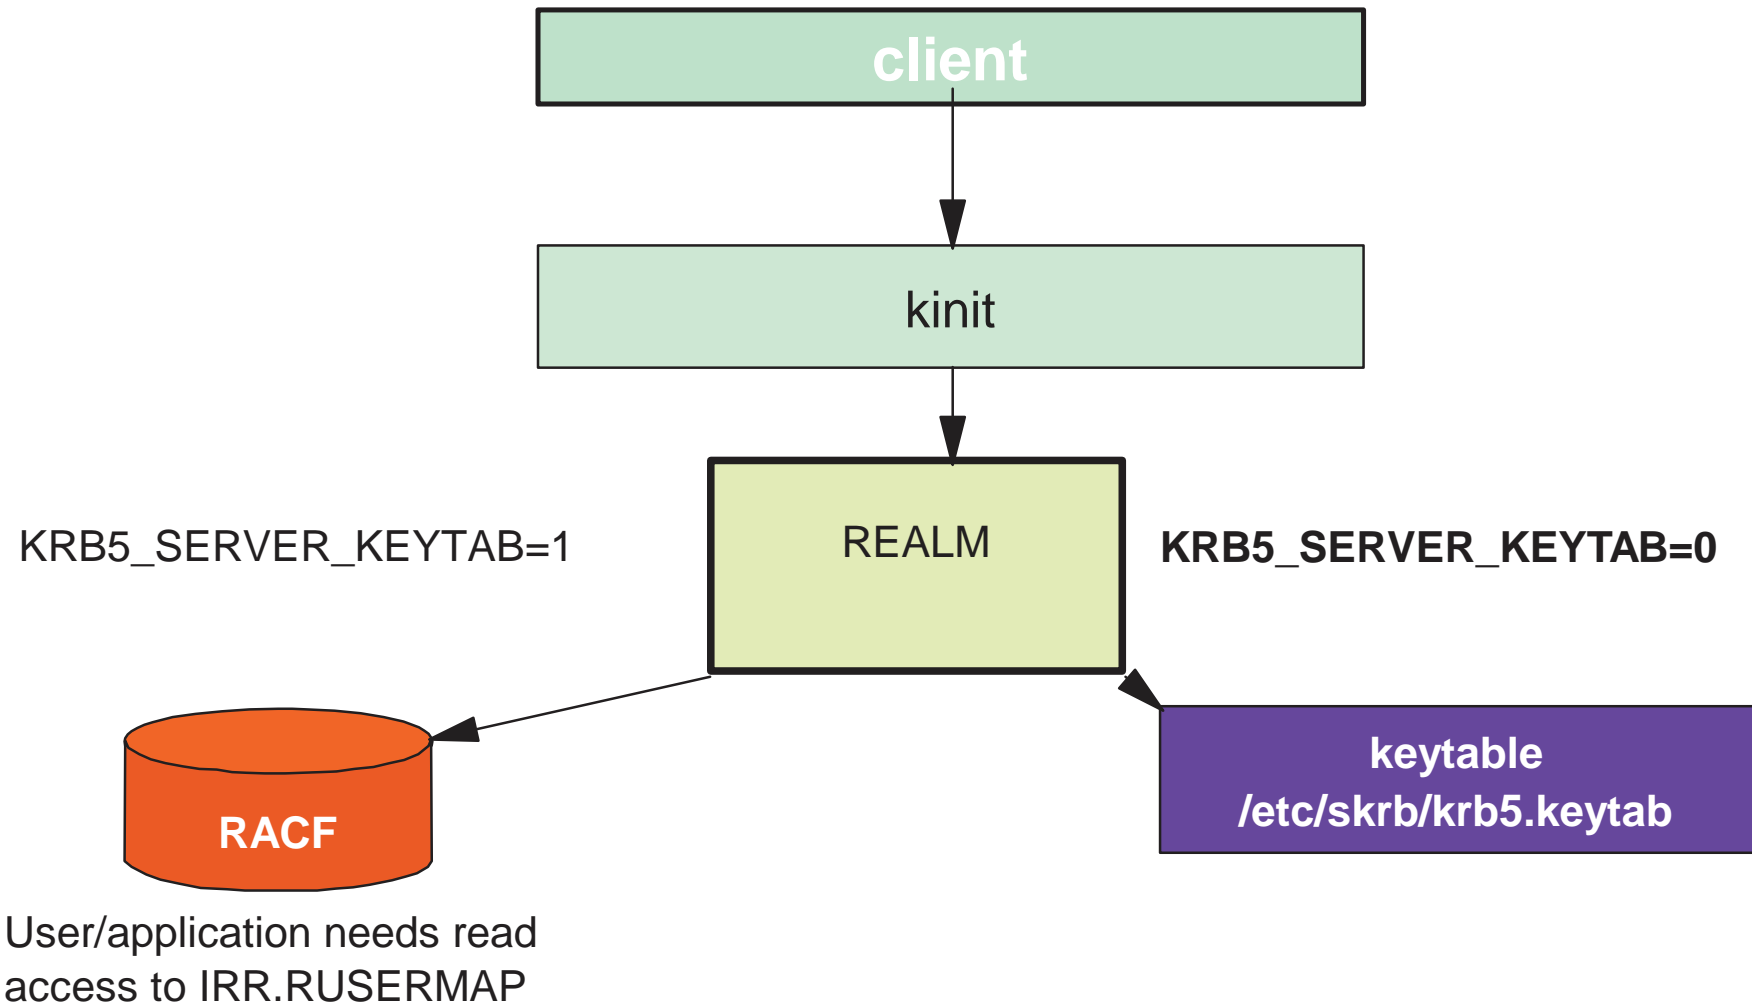 client
kinit
REALM
KRB5_SERVER_KEYTAB=1
KRB5_SERVER_KEYTAB=0
keytable
/etc/skrb/krb5.keytab
RACF
User/application needs read
access to IRR.RUSERMAP